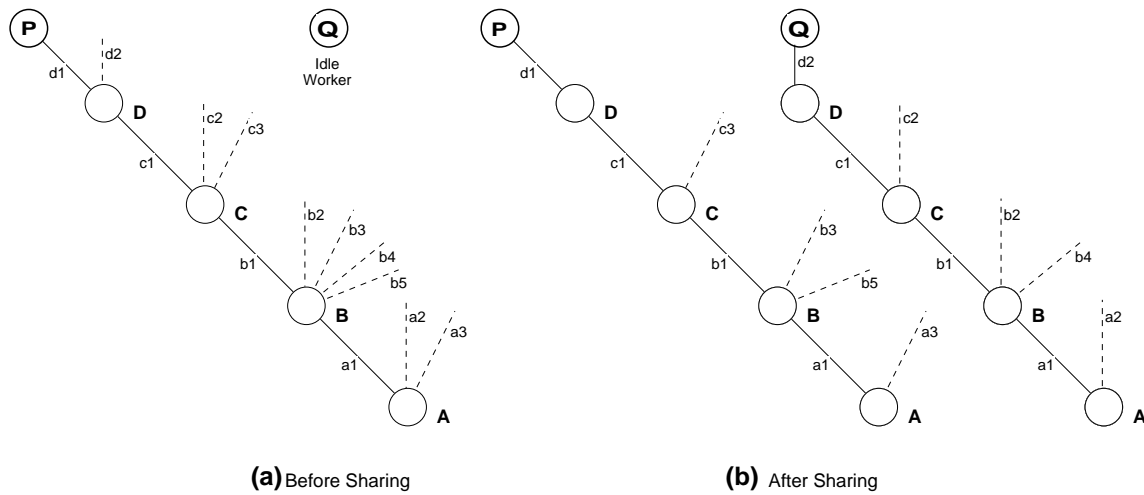 P
Q
P
Q
Idle
Worker
d1
d2
d1
d2
D
D
D
c2
c3
c3
c2
c1
c1
c1
C
C
C
b2
b3
b4
b5
b3
b5
b2
b4
b1
b1
b1
B
B
B
a2
a3
a3
a2
a1
a1
a1
A
A
A
(a) Before Sharing
(b) After Sharing